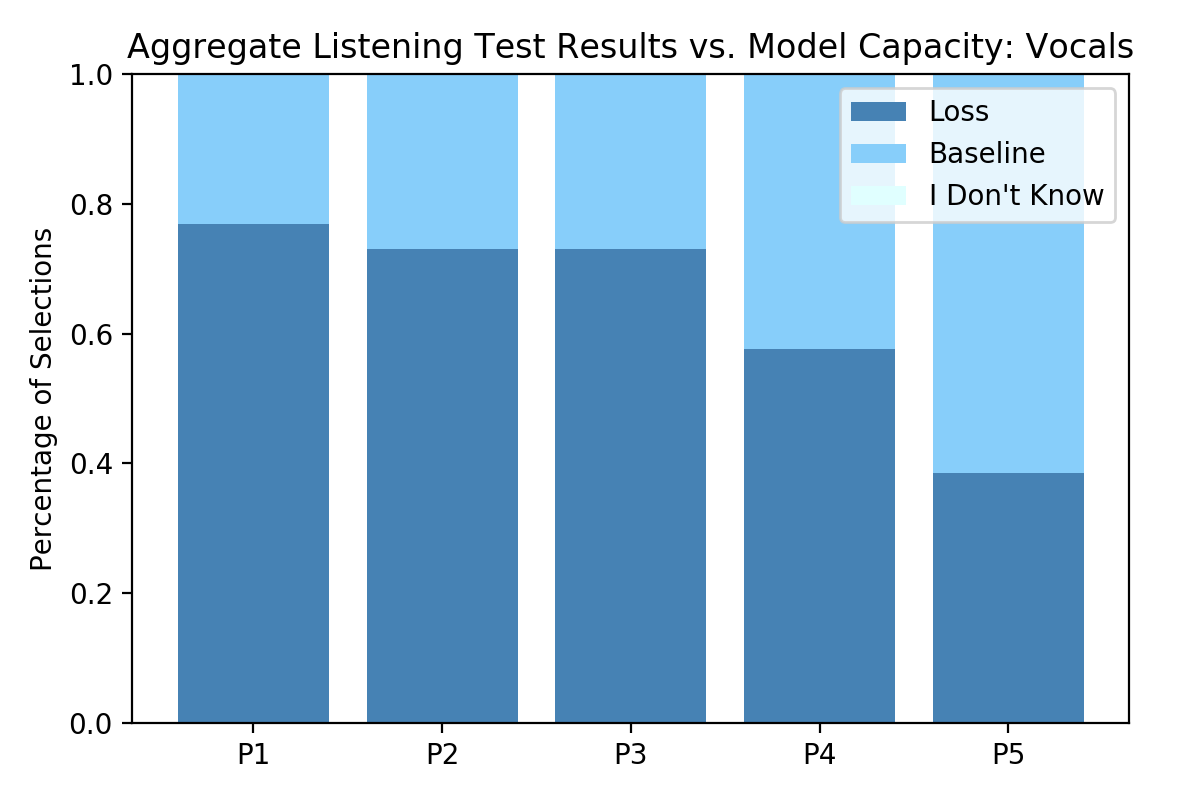 Aggregate Listening Test Results vs. Model Capacity: Vocals
1.0
0.8
0.6
0.4
0.2
0.0
Percentage of Selections
Loss
Baseline
I Don't Know
P1 P2 P3 P4 P5